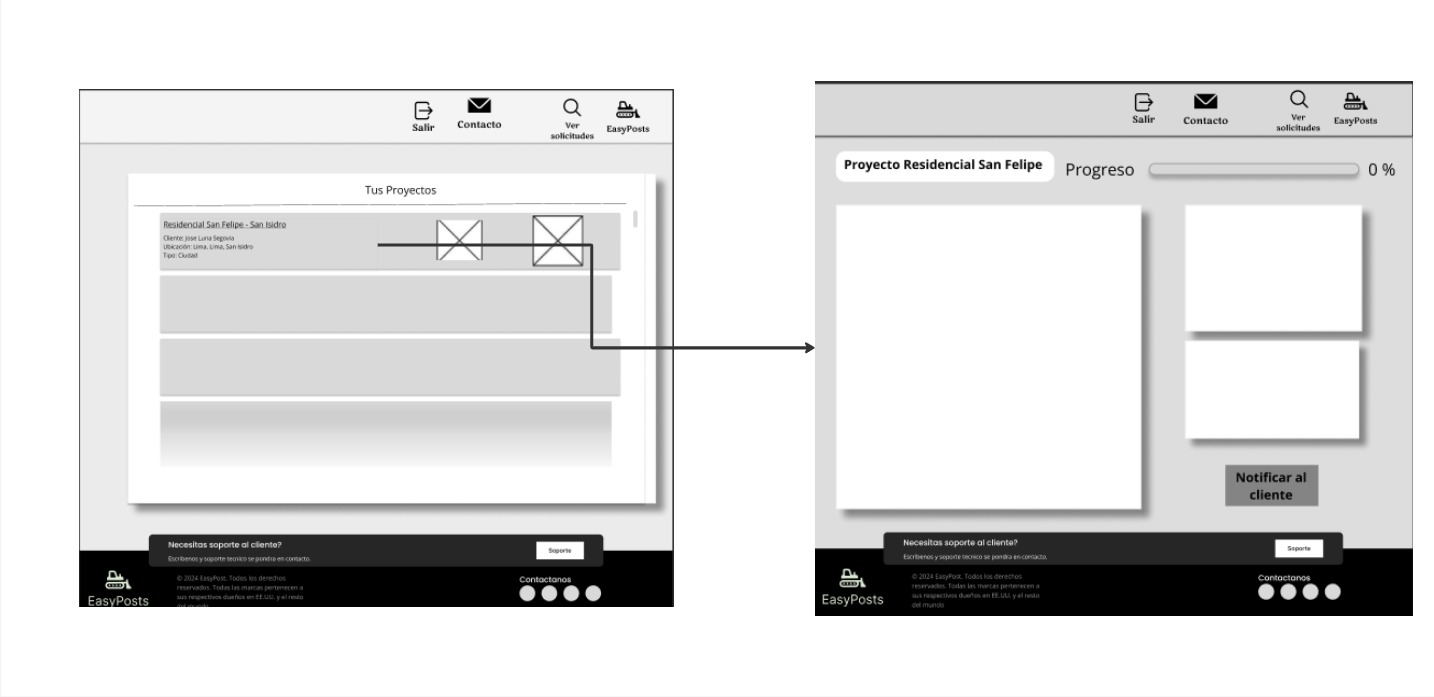 Salir
Contacto
Ver
solicitudes
EasyPosts
Tus Proyectos
Residencial San Felipe - San Isidro
Cliente: Jose Luna Segovia
Ubicación: Lima, Lima, San Isidro
Tipo: Ciudad
Necesitas soporte al cliente?
Escribenos y soporte tecnico se pondra en contacto.
Soporte
EasyPosts
© 2024 EasyPost. Todos los derechos
reservados. Todas las marcas pertenecen a
sus respectivos dueños en EE.UU. y el resto
del mundo
Contactanos
Salir
Contacto
Ver
solicitudes
EasyPosts
Proyecto Residencial San Felipe
Progreso
0 %
Notificar al
cliente
Necesitas soporte al cliente?
Escribenos y soporte tecnico se pondra en contacto.
Soporte
EasyPosts
© 2024 EasyPost. Todos los derechos
reservados. Todas las marcas pertenecen a
sus respectivos dueños en EE.UU. y el resto
del mundo
Contactanos